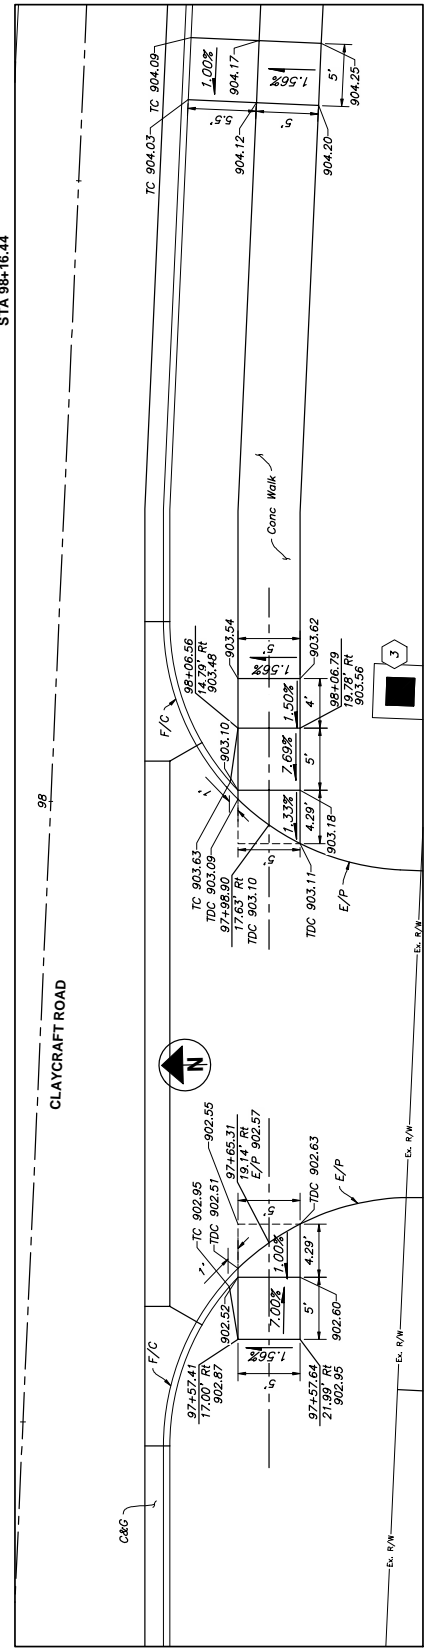 STA 98+16.44
CLAYCRAFT ROAD
98
N
C&G
F/C
97+57.41
17.00' Rt
902.87
902.52
TC 902.95
TDC 902.51
1'
902.55
97+65.31
19.14' Rt
E/P 902.57
5'
1.56%
7.00%
1.00%
5'
5'
4.29'
TDC 902.63
902.60
97+57.64
21.99' Rt
902.95
E/P
Ex. R/W
Ex. R/W
Ex. R/W
Ex. R/W
F/C
1'
TC 903.63
TDC 903.09
97+98.90
17.63' Rt
TDC 903.10
903.10
98+06.56
14.79' Rt
903.48
903.54
5'
1.33%
7.69%
1.50%
1.56%
5'
4.29'
5'
4'
TDC 903.11
903.18
98+06.79
19.78' Rt
903.56
903.62
E/P
3
Conc Walk
TC 904.03
TC 904.09
1.00%
5.5'
904.12
904.17
1.56%
5'
5'
904.20
904.25